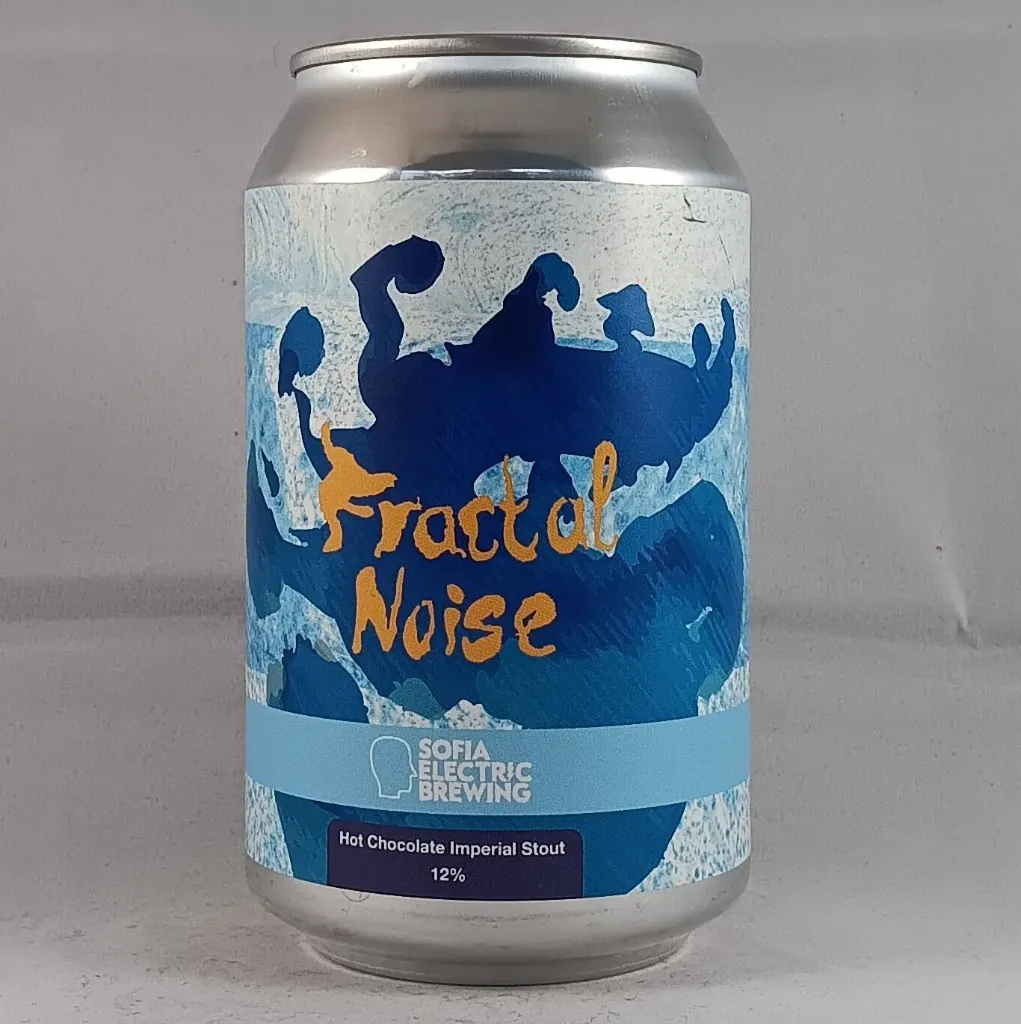 Fractal
Noise
SOFIA
ELECTRIC
BREWING
Hot Chocolate Imperial Stout
12%